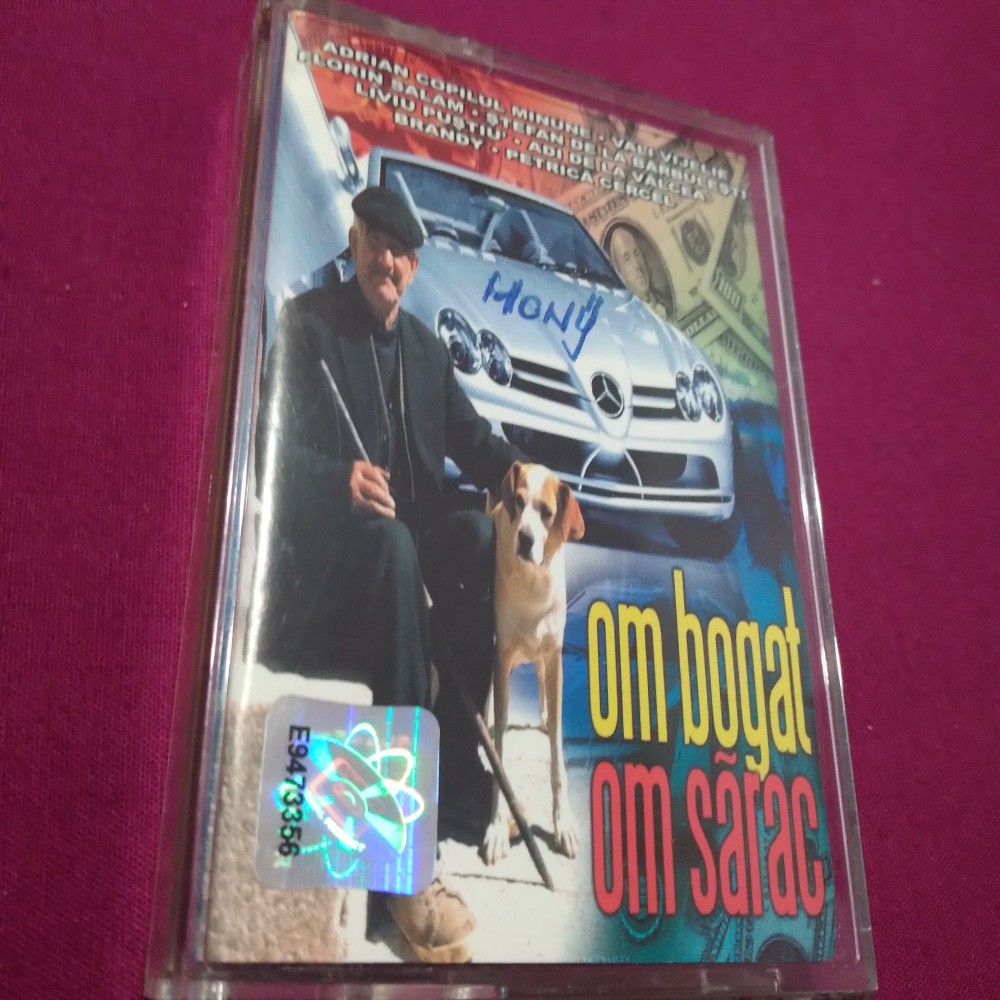 ADRIAN COPILUL MINUNE • VALI VIJELIE
FLORIN SALAM • ȘTEFAN DE LA BĂRBULEȘTI
LIVIU PUȘTIU' • ADI DE LA VÂLCEA
BRANDY • PETRICĂ CERCEL
MONY
om bogat
om sărac
E9473356